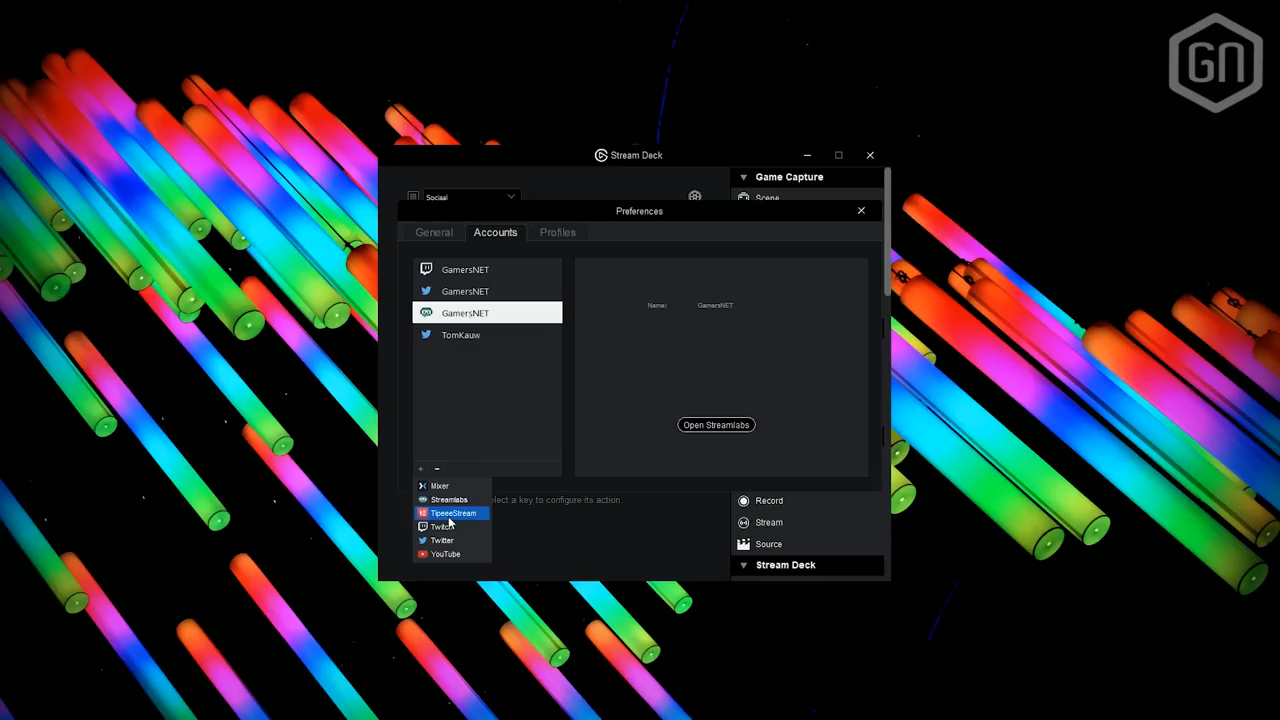 GN
Stream Deck
Game Capture
Sociaal
Scene
Preferences
General
Accounts
Profiles
GamersNET
GamersNET
GamersNET
TomKauw
Name:
GamersNET
Open Streamlabs
+ -
Mixer
Streamlabs
TipeeeStream
Twitch
Twitter
YouTube
elect a key to configure its action.
Record
Stream
Source
Stream Deck